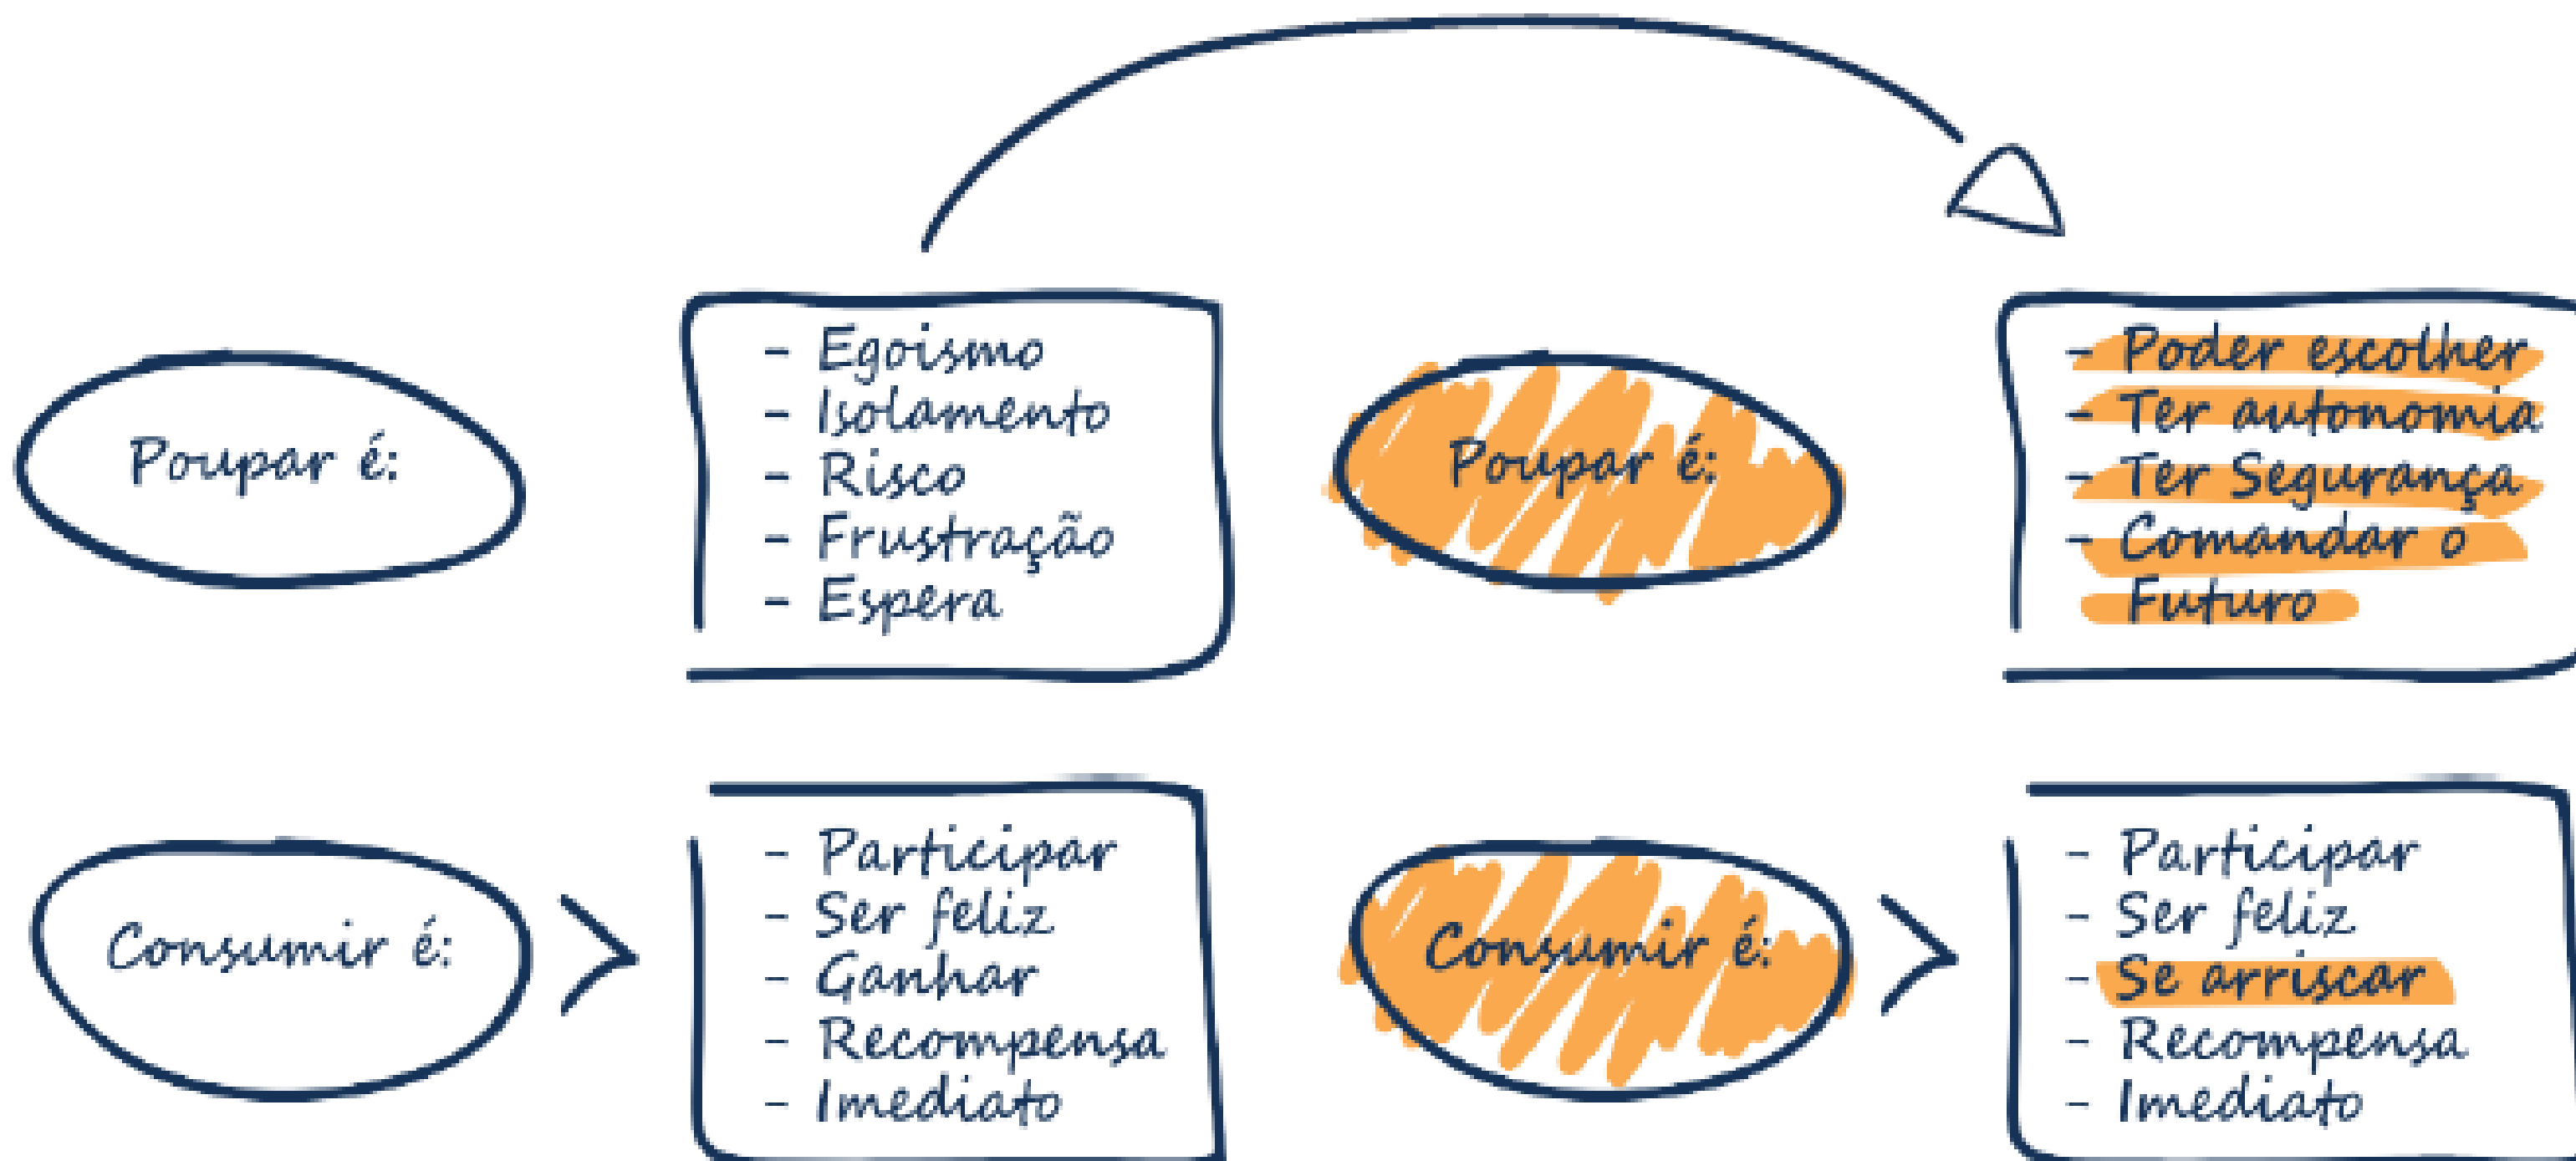 Poupar é:
- Egoismo
- Isolamento
- Risco
- Frustração
- Espera
Poupar é:
- Poder escolher
- Ter autonomia
- Ter Segurança
- Comandar o
Futuro
Consumir é:
- Participar
- Ser feliz
- Ganhar
- Recompensa
- Imediato
Consumir é:
- Participar
- Ser feliz
- Se arriscar
- Recompensa
- Imediato